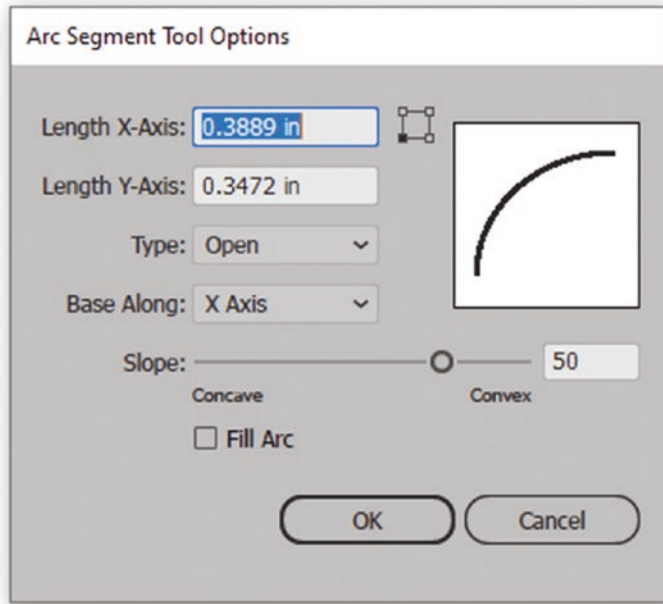 Arc Segment Tool Options
Length X-Axis: 0.3889 in
Length Y-Axis: 0.3472 in
Type: Open
Base Along: X Axis
Slope: 50
Concave Convex
Fill Arc
OK Cancel